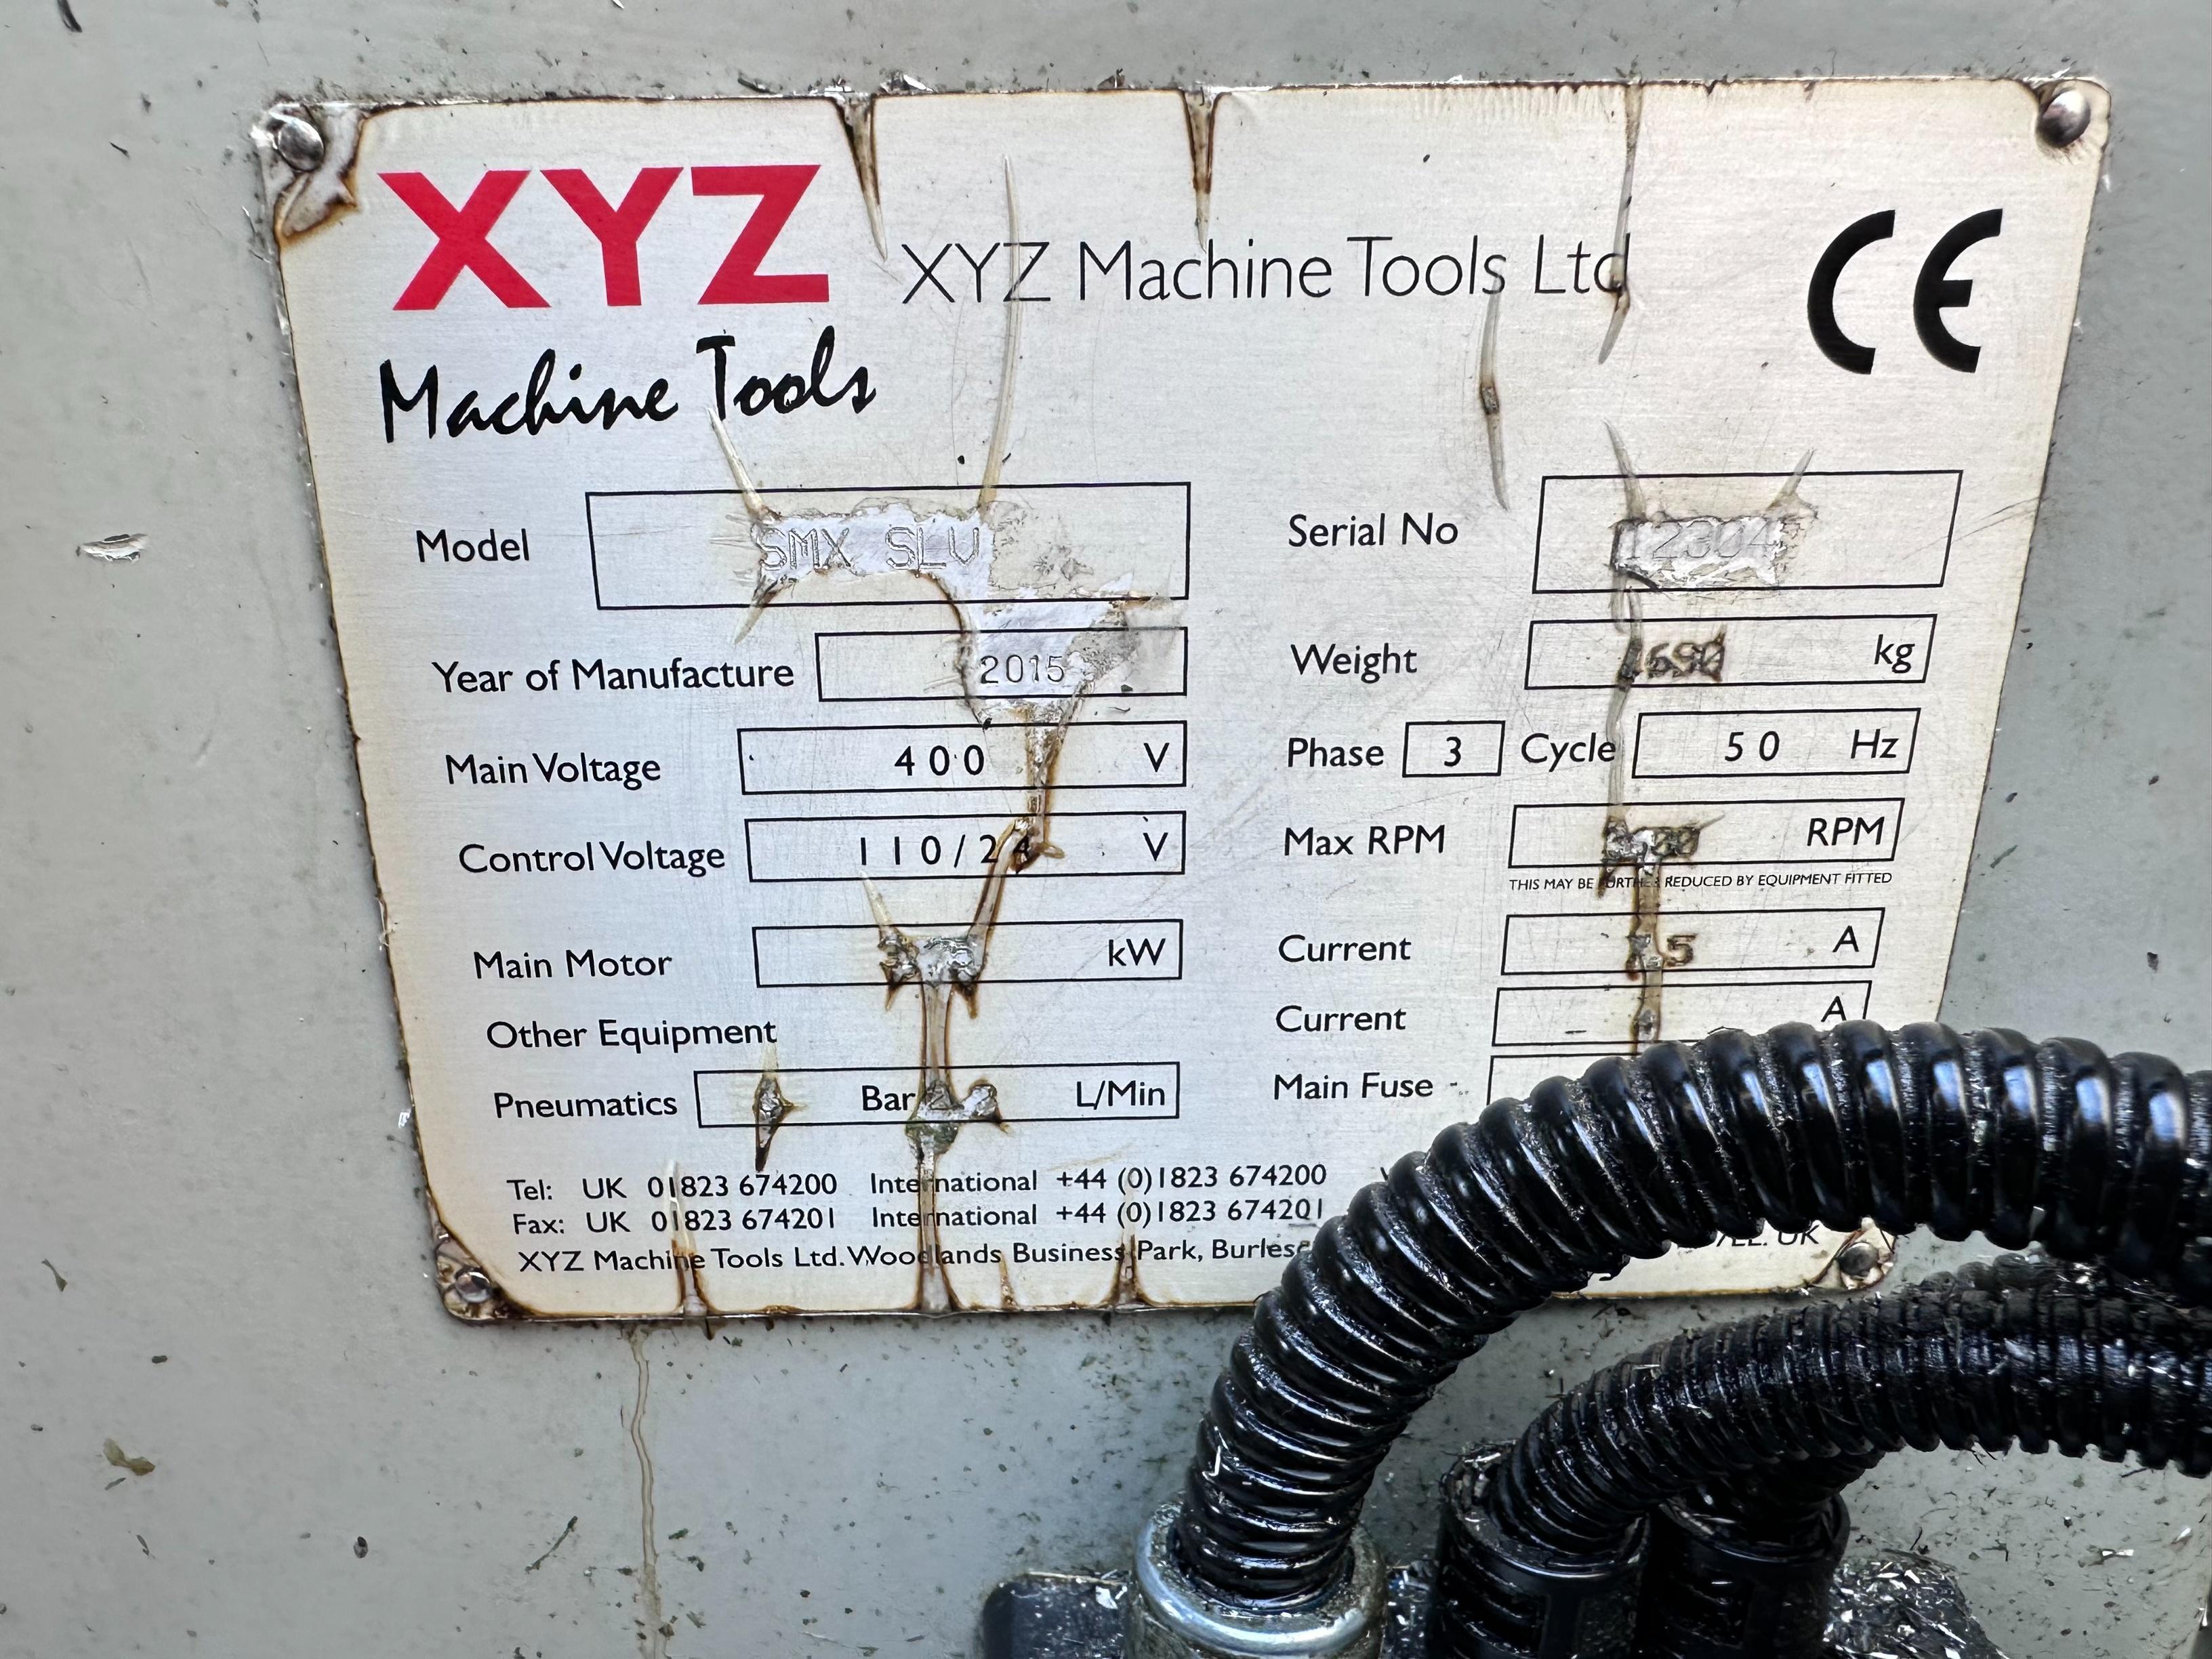 XYZ
XYZ Machine Tools Ltd
CE
Machine Tools
Model SMX SLV
Serial No 12304
Year of Manufacture 2015
Weight kg
Main Voltage 400 V
Phase 3 Cycle 50 Hz
Control Voltage 110/24 V
Max RPM RPM
THIS MAY BE FURTHER REDUCED BY EQUIPMENT FITTED
Main Motor kW
Current A
Other Equipment
Current - A
Pneumatics Bar L/Min
Main Fuse
Tel: UK 01823 674200 International +44 (0)1823 674200
Fax: UK 01823 674201 International +44 (0)1823 674201
XYZ Machine Tools Ltd. Woodlands Business Park, UK